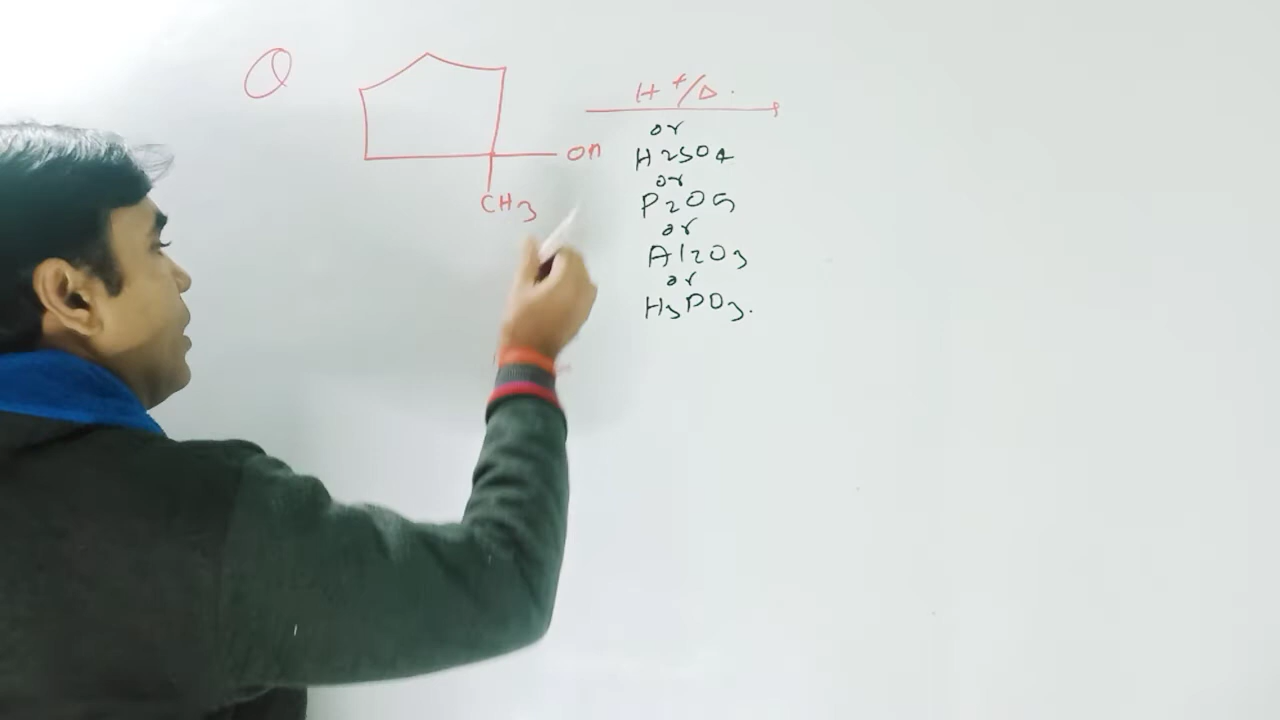 Q
H+/Δ.
or
OH
H2SO4
or
CH3
P2O5
or
Al2O3
or
H3PO3.